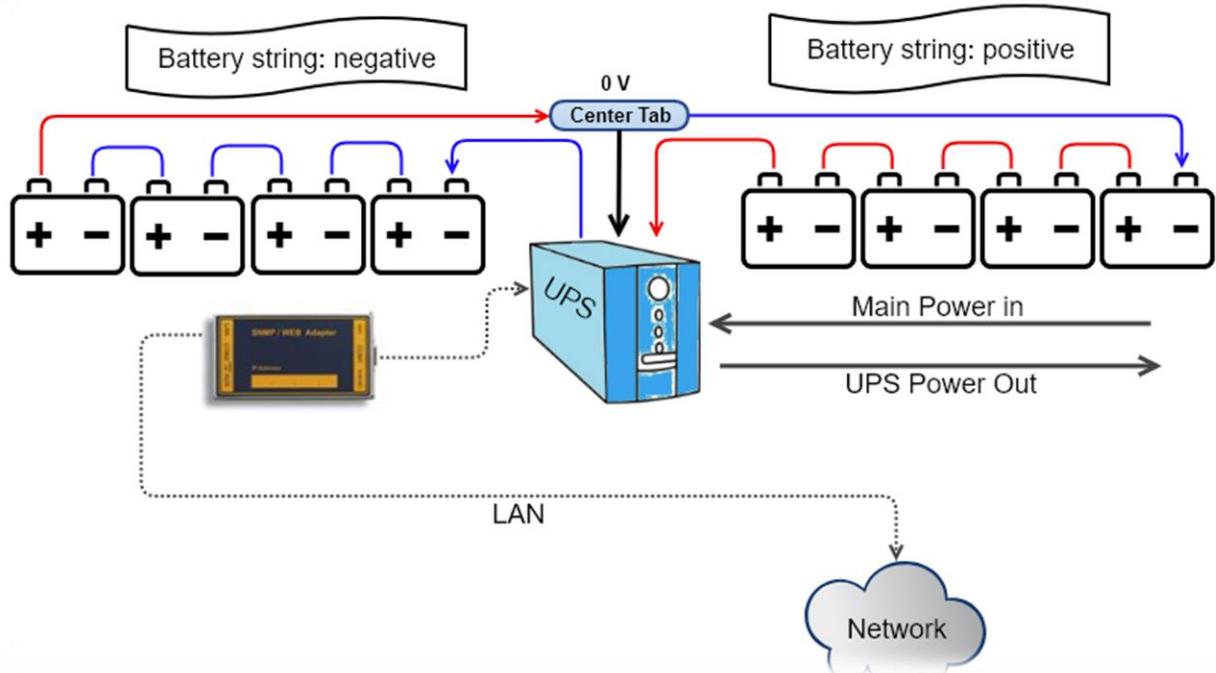 Battery string: negative
Battery string: positive
0 V
Center Tab
+ − + − + − + −
+ − + − + − + −
UPS
SNMP / WEB Adapter
LAN
Main Power in
UPS Power Out
LAN
Network